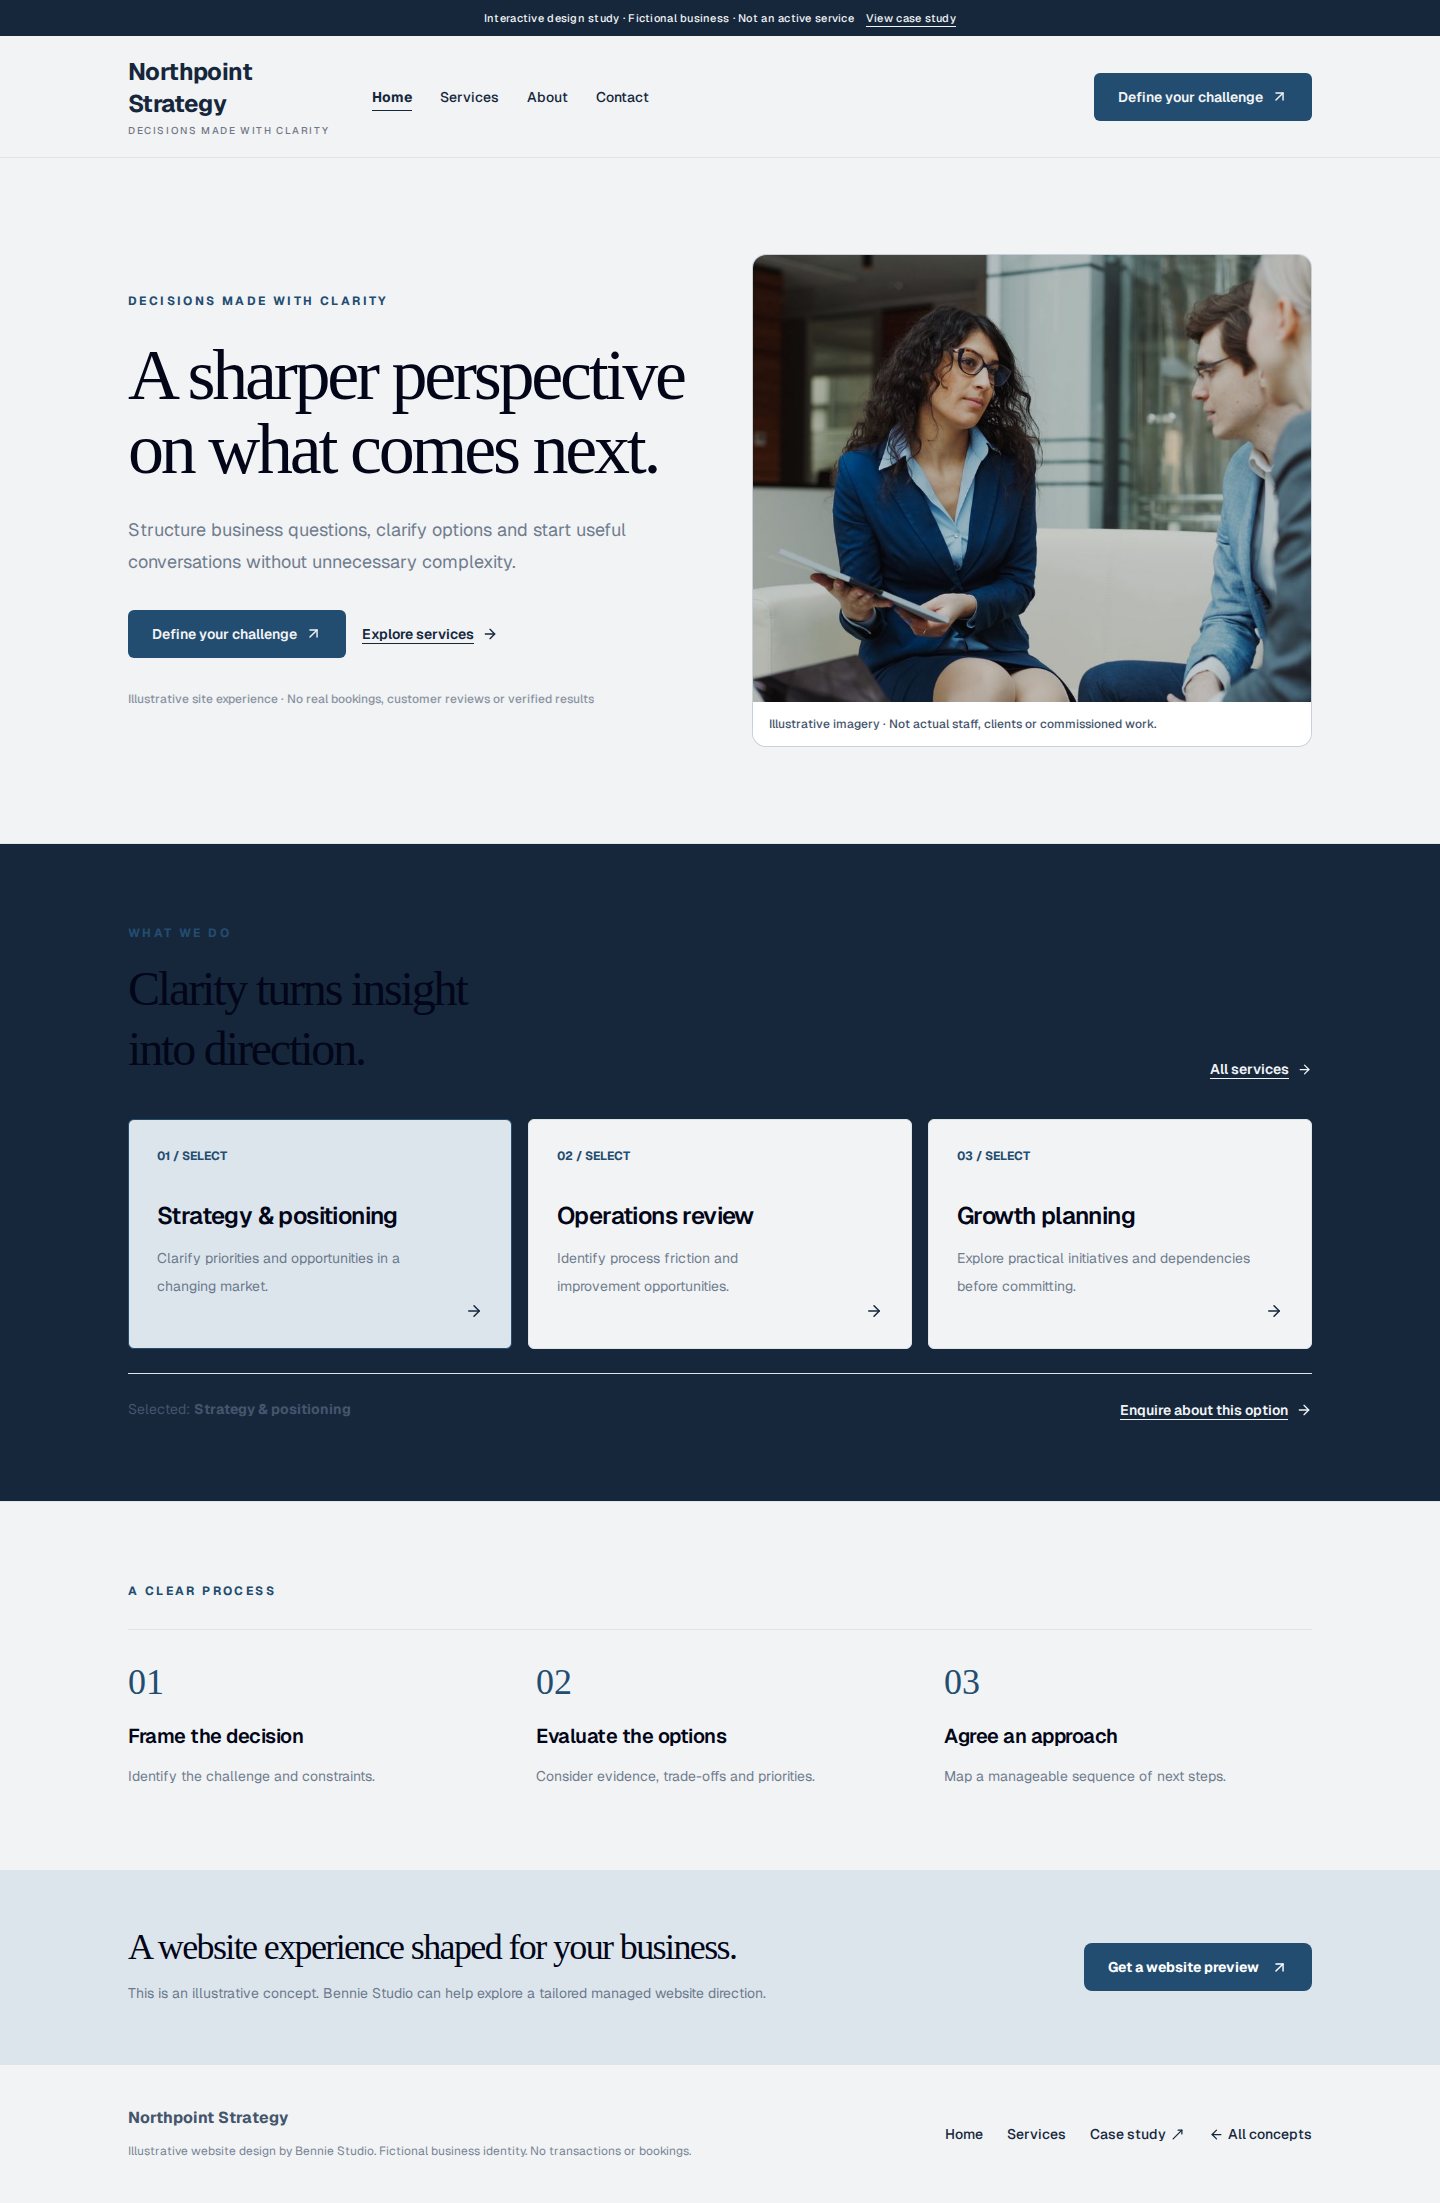 Interactive design study · Fictional business · Not an active service View case study
Northpoint
Strategy
DECISIONS MADE WITH CLARITY
Home Services About Contact
Define your challenge ↗
DECISIONS MADE WITH CLARITY
A sharper perspective
on what comes next.
Structure business questions, clarify options and start useful
conversations without unnecessary complexity.
Define your challenge ↗ Explore services →
Illustrative site experience · No real bookings, customer reviews or verified results
Illustrative imagery · Not actual staff, clients or commissioned work.
WHAT WE DO
Clarity turns insight
into direction.
All services →
01 / SELECT
Strategy & positioning
Clarify priorities and opportunities in a
changing market.
→
02 / SELECT
Operations review
Identify process friction and
improvement opportunities.
→
03 / SELECT
Growth planning
Explore practical initiatives and dependencies
before committing.
→
Selected: Strategy & positioning
Enquire about this option →
A CLEAR PROCESS
01
Frame the decision
Identify the challenge and constraints.
02
Evaluate the options
Consider evidence, trade-offs and priorities.
03
Agree an approach
Map a manageable sequence of next steps.
A website experience shaped for your business.
This is an illustrative concept. Bennie Studio can help explore a tailored managed website direction.
Get a website preview ↗
Northpoint Strategy
Illustrative website design by Bennie Studio. Fictional business identity. No transactions or bookings.
Home Services Case study ↗ ← All concepts